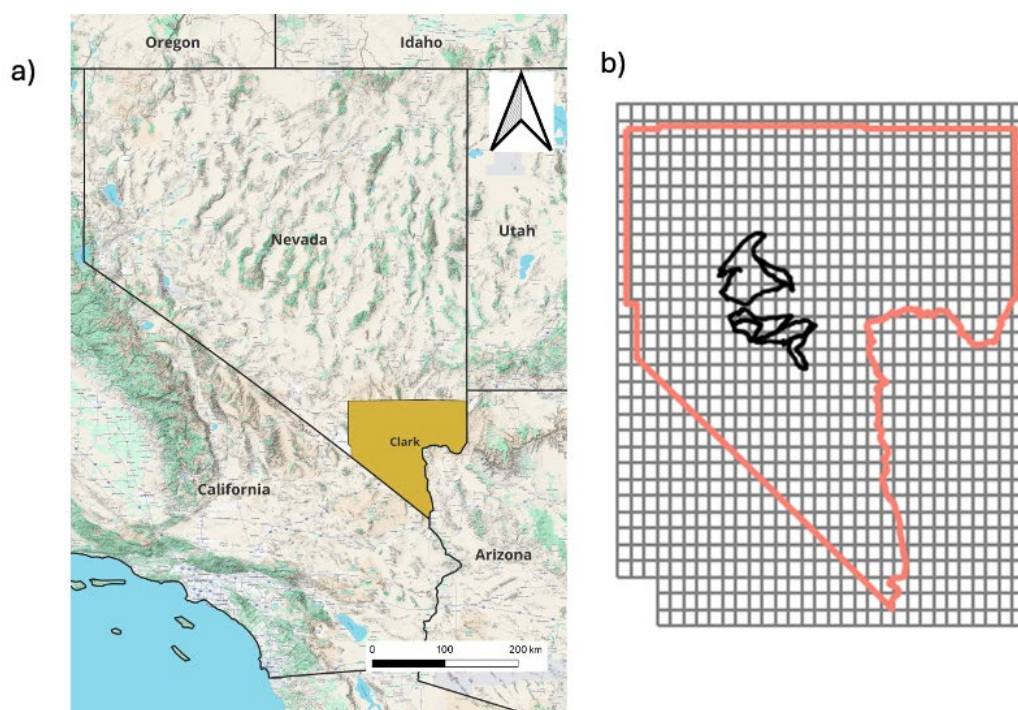 a)
Oregon
Idaho
b)
Nevada
Utah
Clark
California
Arizona
0 100 200 km